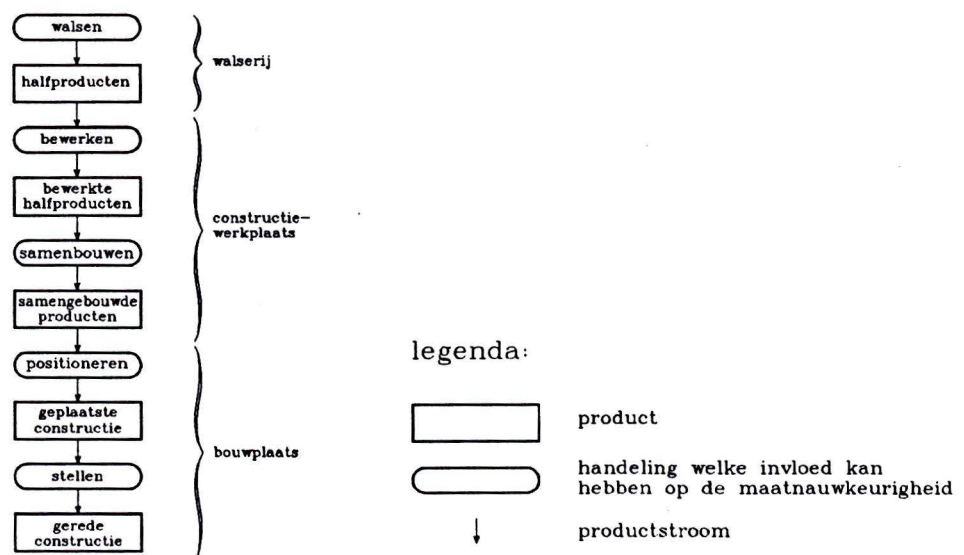 walsen
halfproducten
walserij
bewerken
bewerkte
halfproducten
samenbouwen
samengebouwde
producten
constructie-
werkplaats
positioneren
geplaatste
constructie
stellen
gerede
constructie
bouwplaats
legenda:
product
handeling welke invloed kan
hebben op de maatnauwkeurigheid
productstroom